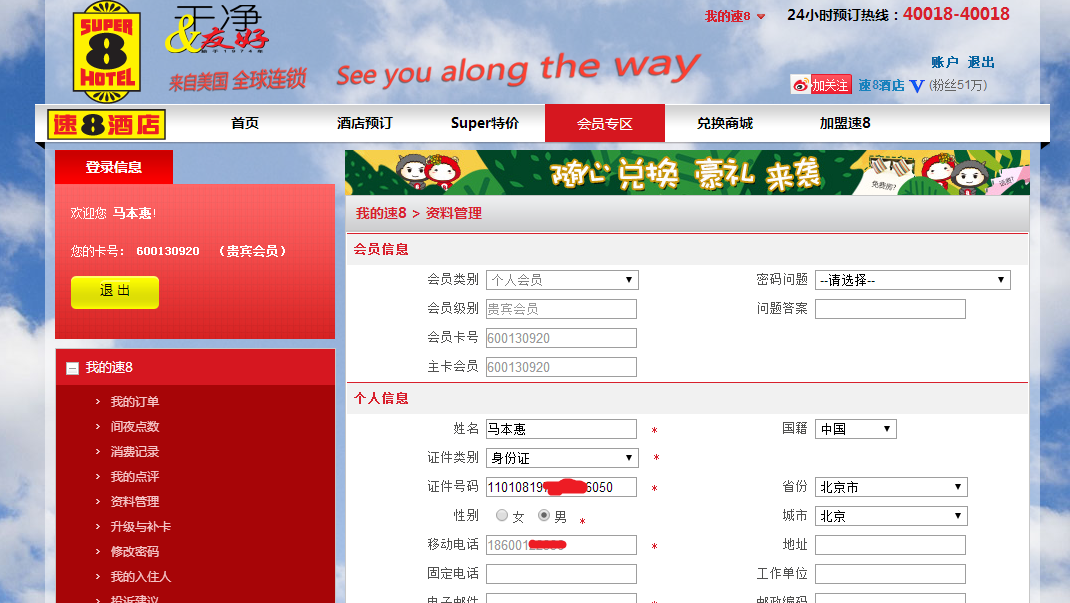 SUPER
8
HOTEL
干净
&友好
来自美国 全球连锁
See you along the way
我的速8
24小时预订热线：40018-40018
账户 退出
加关注 速8酒店 V (粉丝51万)
速8酒店
首页 酒店预订 Super特价 会员专区 兑换商城 加盟速8
登录信息
欢迎您 马本惠!
您的卡号： 600130920 （贵宾会员）
退 出
我的速8
我的订单
间夜点数
消费记录
我的点评
资料管理
升级与补卡
修改密码
我的入住人
投诉建议
随心兑换 豪礼 来袭
免费房?
话费?
我的速8 > 资料管理
会员信息
会员类别 个人会员 密码问题 --请选择--
会员级别 贵宾会员 问题答案
会员卡号 600130920
主卡会员 600130920
个人信息
姓名 马本惠 * 国籍 中国
证件类别 身份证 *
证件号码 11010819 6050 * 省份 北京市
性别 女 男 * 城市 北京
移动电话 186001 * 地址
固定电话 工作单位
电子邮件 * 邮政编码